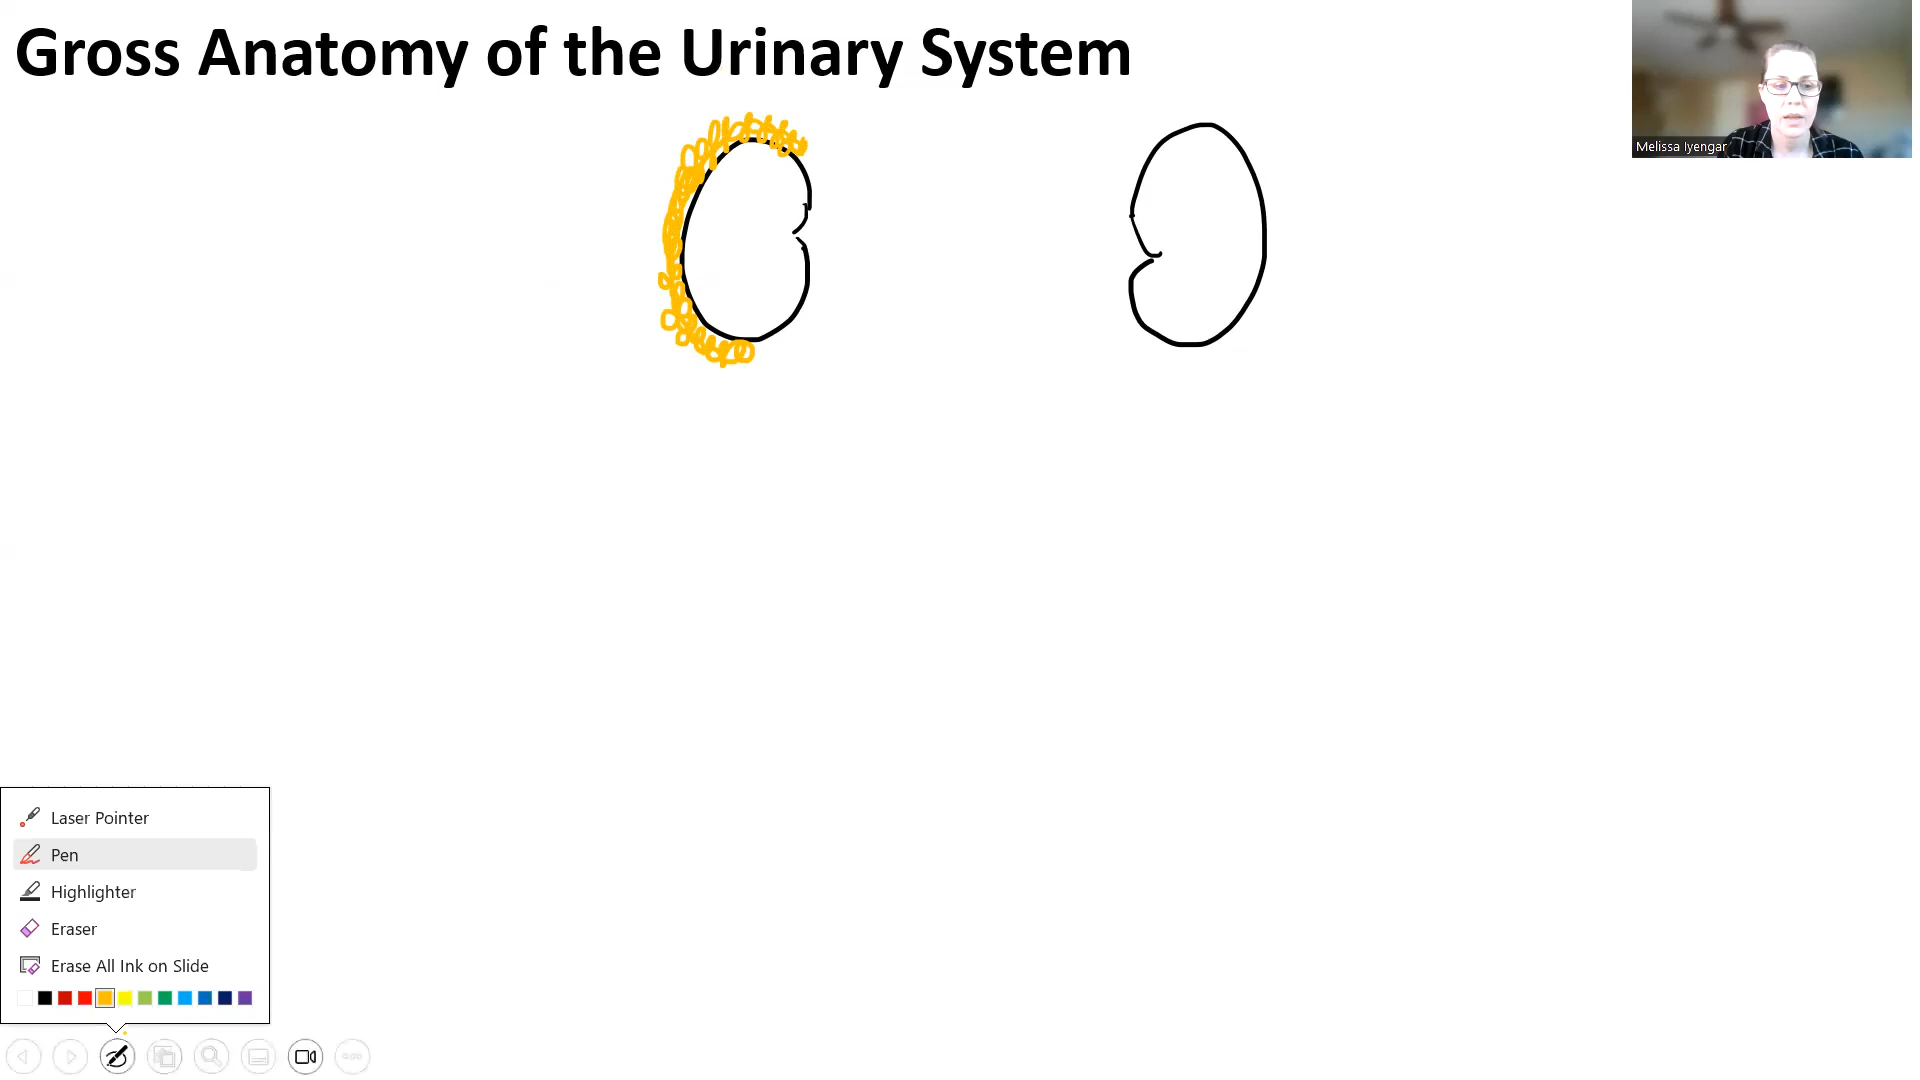 Gross Anatomy of the Urinary System
Melissa Iyengar
Laser Pointer
Pen
Highlighter
Eraser
Erase All Ink on Slide